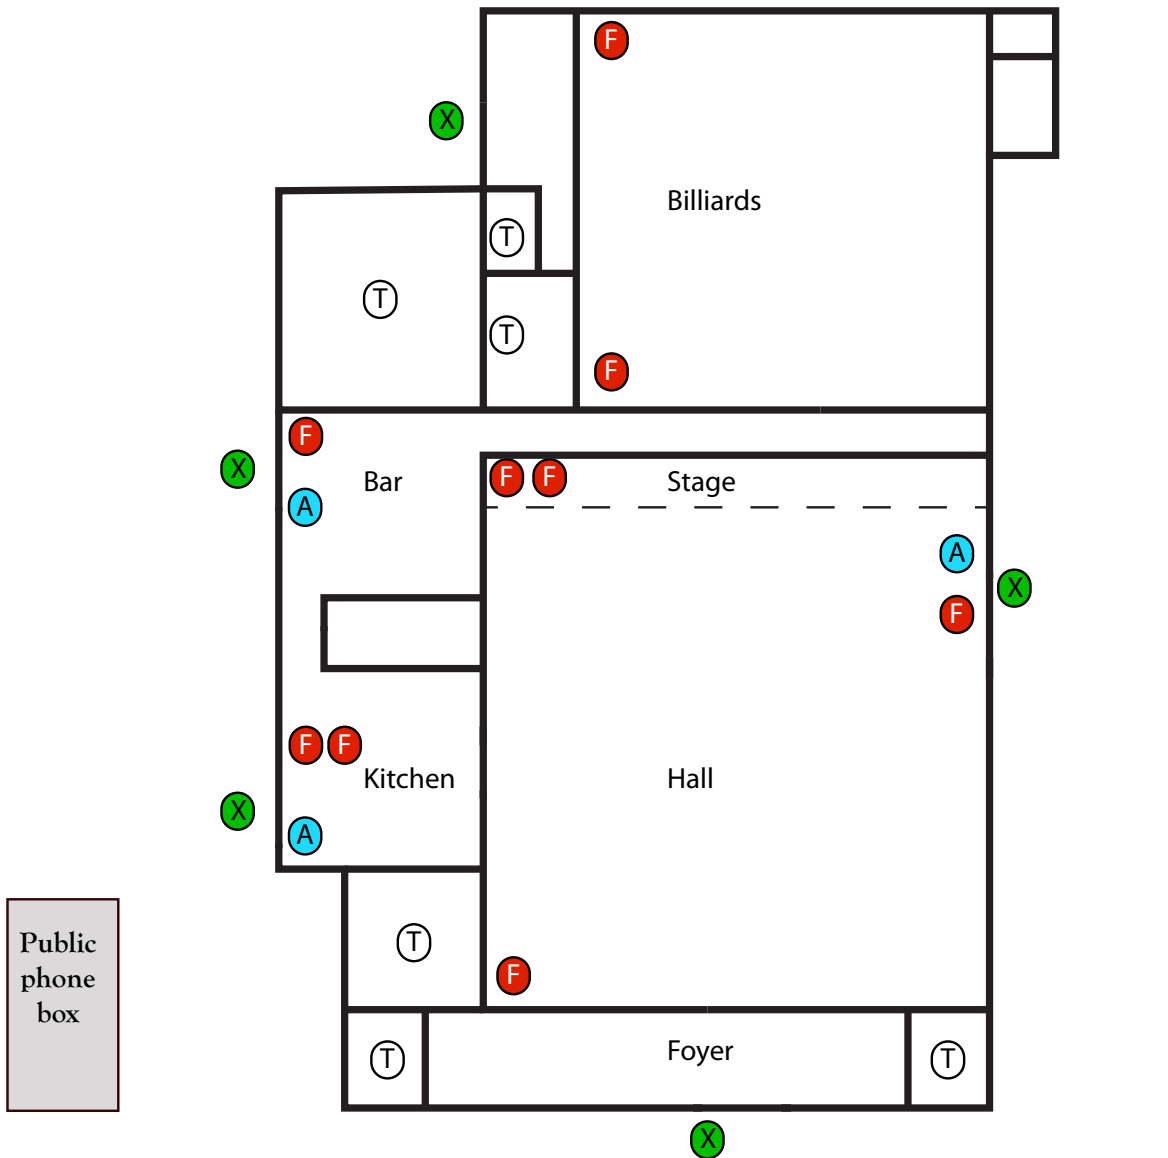 F
X
Billiards
T
T
T
F
F
Bar
X
F F
Stage
A
A
X
F
F F
Kitchen
Hall
X
A
Public
phone
box
T
F
Foyer
T
T
X